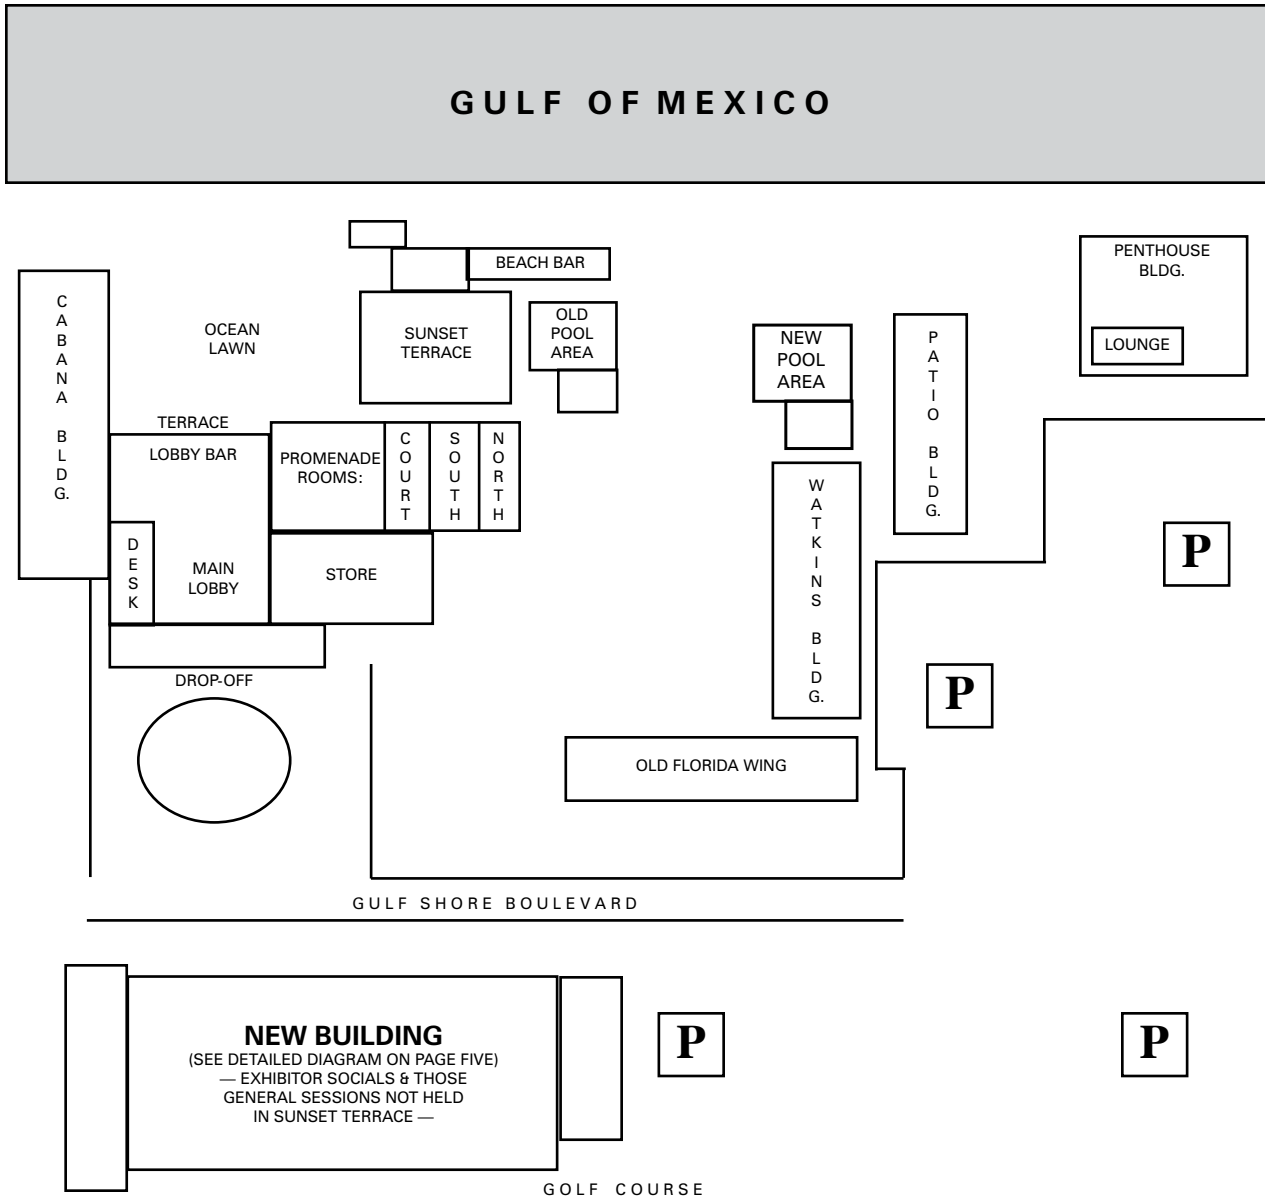 GULF OF MEXICO
BEACH BAR
PENTHOUSE
BLDG.
LOUNGE
CABANA BLDG.
OCEAN
LAWN
SUNSET
TERRACE
OLD
POOL
AREA
NEW
POOL
AREA
PATIO BLDG.
TERRACE
LOBBY BAR
PROMENADE
ROOMS:
COURT
SOUTH
NORTH
WATKINS BLDG.
DESK
MAIN
LOBBY
STORE
P
P
DROP-OFF
OLD FLORIDA WING
GULF SHORE BOULEVARD
NEW BUILDING
(SEE DETAILED DIAGRAM ON PAGE FIVE)
— EXHIBITOR SOCIALS & THOSE
GENERAL SESSIONS NOT HELD
IN SUNSET TERRACE —
P
P
GOLF COURSE